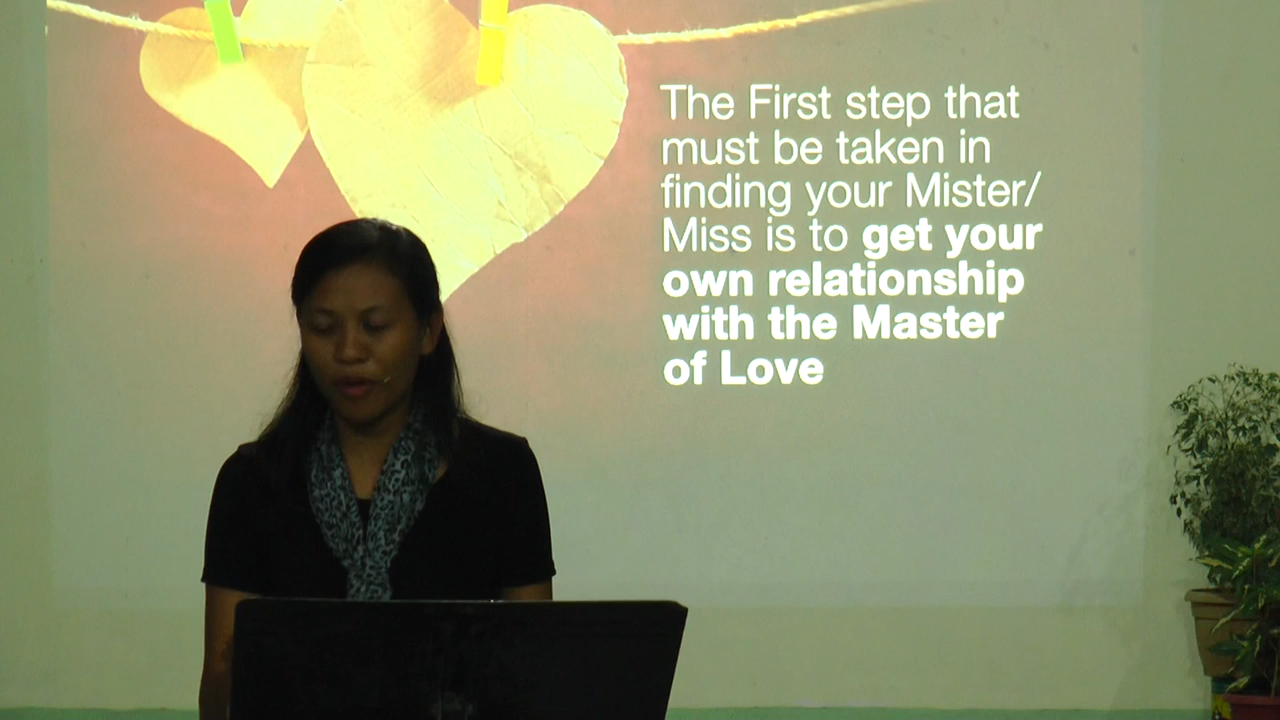 The First step that
must be taken in
finding your Mister/
Miss is to get your
own relationship
with the Master
of Love